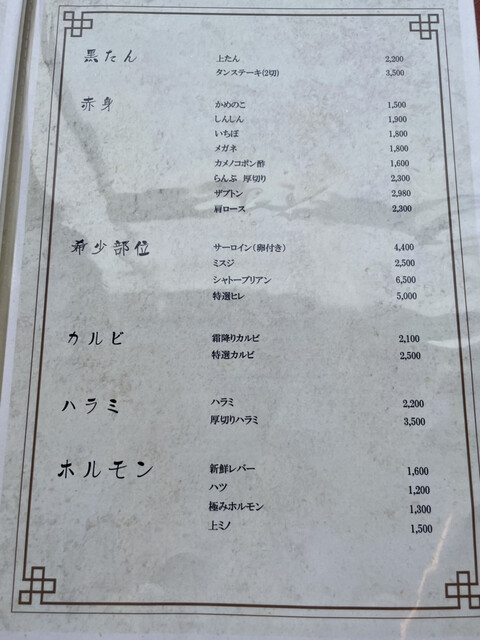 黒たん 上たん 2,200
タンステーキ(2切) 3,500
赤身 かめのこ 1,500
しんしん 1,900
いちぼ 1,800
メガネ 1,800
カメノコポン酢 1,600
らんぷ 厚切り 2,300
ザブトン 2,980
肩ロース 2,300
希少部位 サーロイン(卵付き) 4,400
ミスジ 2,500
シャトーブリアン 6,500
特選ヒレ 5,000
カルビ 霜降りカルビ 2,100
特選カルビ 2,500
ハラミ ハラミ 2,200
厚切りハラミ 3,500
ホルモン 新鮮レバー 1,600
ハツ 1,200
極みホルモン 1,300
上ミノ 1,500